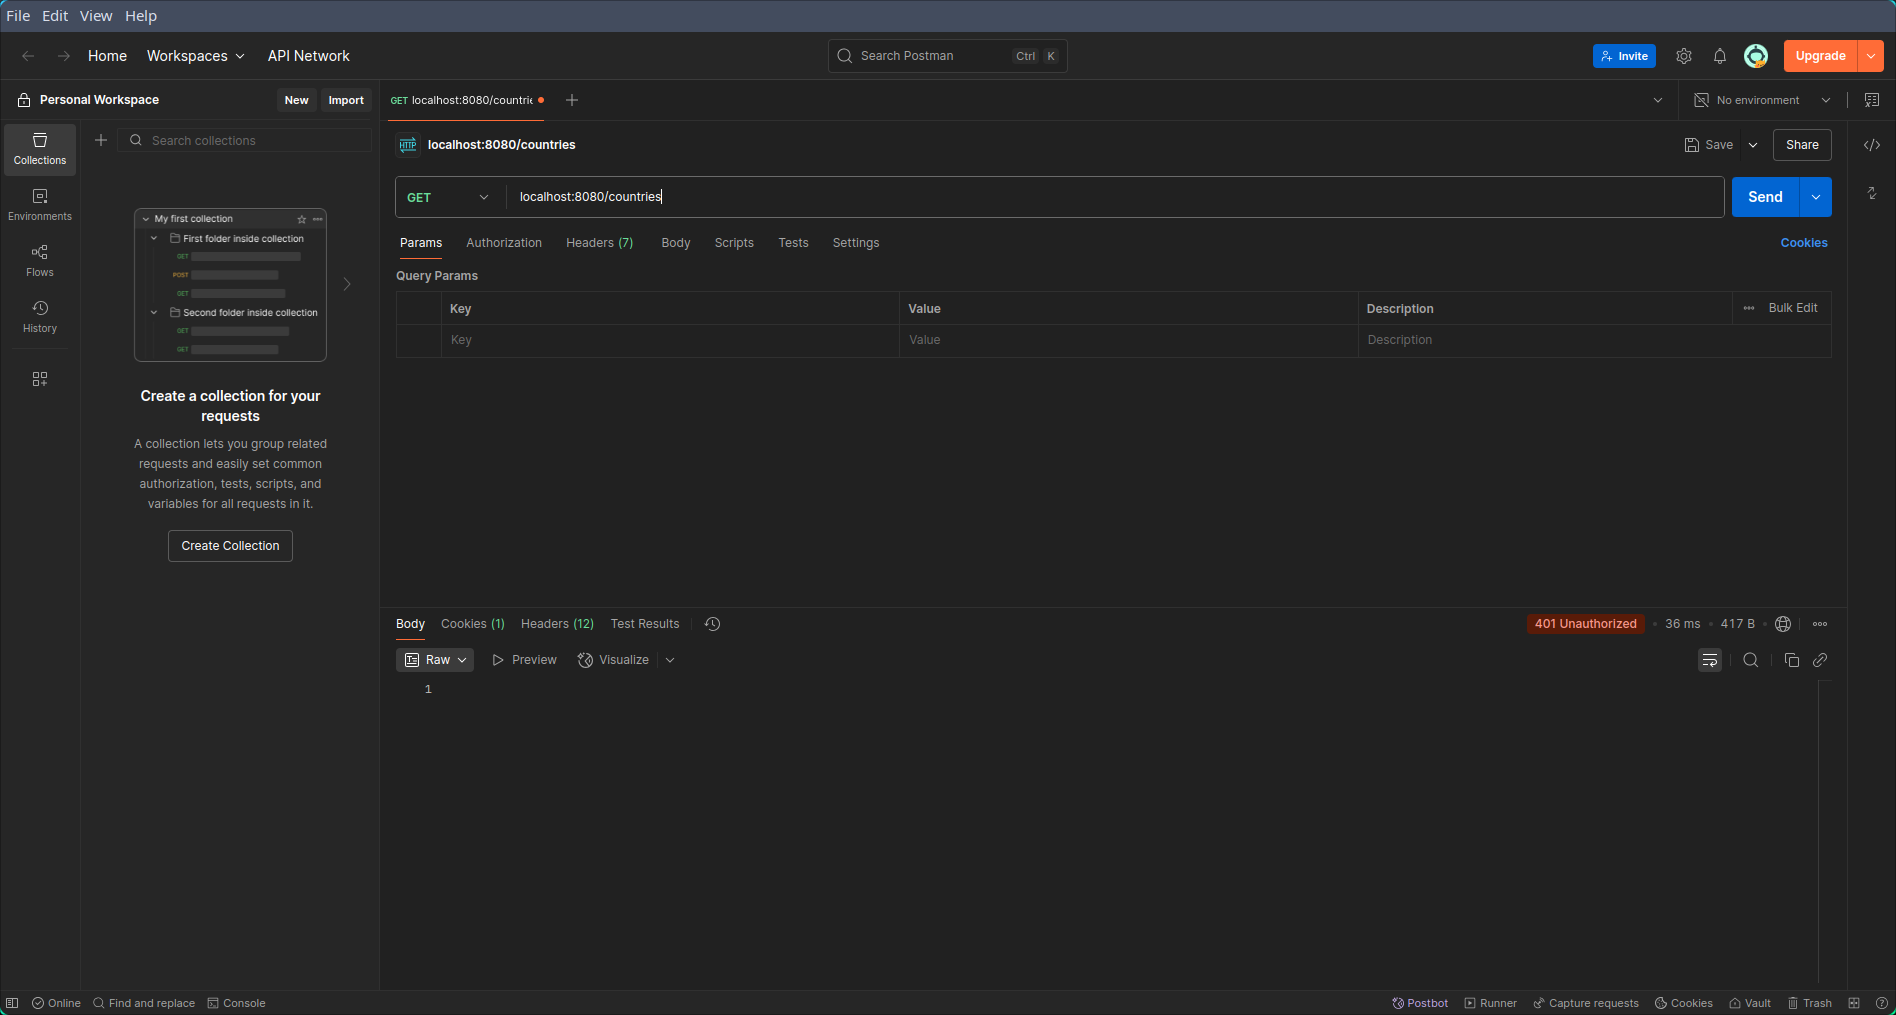 File Edit View Help
Home Workspaces API Network Search Postman Ctrl K Invite Upgrade
Personal Workspace New Import GET localhost:8080/countrie No environment
Search collections
Collections
Environments
Flows
History
My first collection
First folder inside collection
GET
POST
GET
Second folder inside collection
GET
GET
Create a collection for your
requests
A collection lets you group related
requests and easily set common
authorization, tests, scripts, and
variables for all requests in it.
Create Collection
HTTP localhost:8080/countries Save Share
GET localhost:8080/countries Send
Params Authorization Headers (7) Body Scripts Tests Settings Cookies
Query Params
Key Value Description Bulk Edit
Key Value Description
Body Cookies (1) Headers (12) Test Results 401 Unauthorized 36 ms 417 B
Raw Preview Visualize
1
Online Find and replace Console Postbot Runner Capture requests Cookies Vault Trash